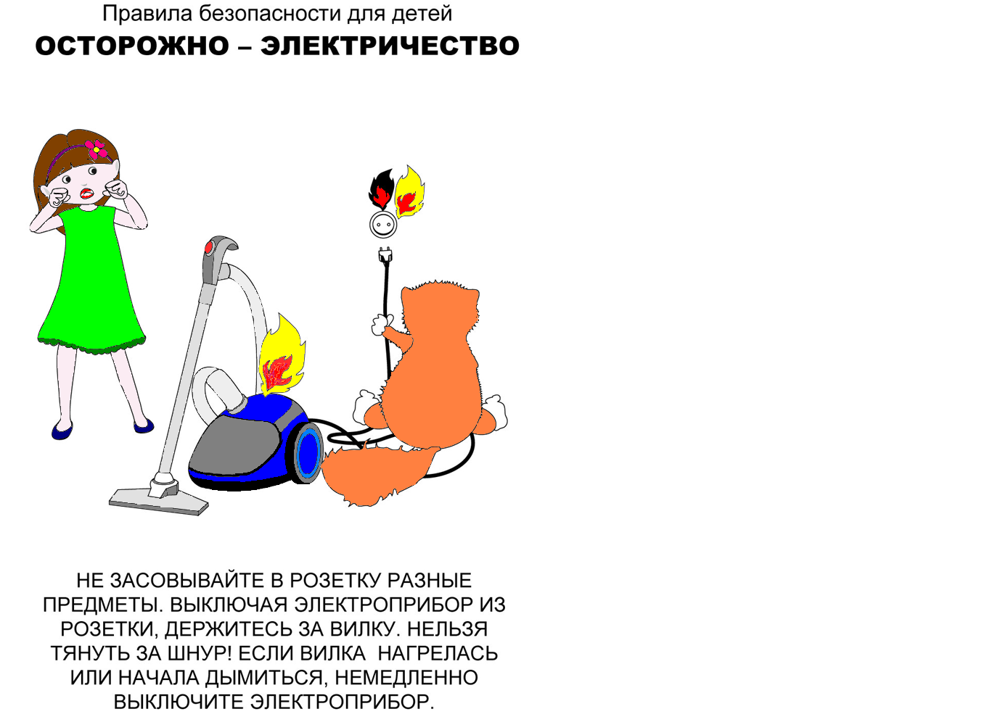 Правила безопасности для детей
ОСТОРОЖНО – ЭЛЕКТРИЧЕСТВО
НЕ ЗАСОВЫВАЙТЕ В РОЗЕТКУ РАЗНЫЕ
ПРЕДМЕТЫ. ВЫКЛЮЧАЯ ЭЛЕКТРОПРИБОР ИЗ
РОЗЕТКИ, ДЕРЖИТЕСЬ ЗА ВИЛКУ. НЕЛЬЗЯ
ТЯНУТЬ ЗА ШНУР! ЕСЛИ ВИЛКА  НАГРЕЛАСЬ
ИЛИ НАЧАЛА ДЫМИТЬСЯ, НЕМЕДЛЕННО
ВЫКЛЮЧИТЕ ЭЛЕКТРОПРИБОР.